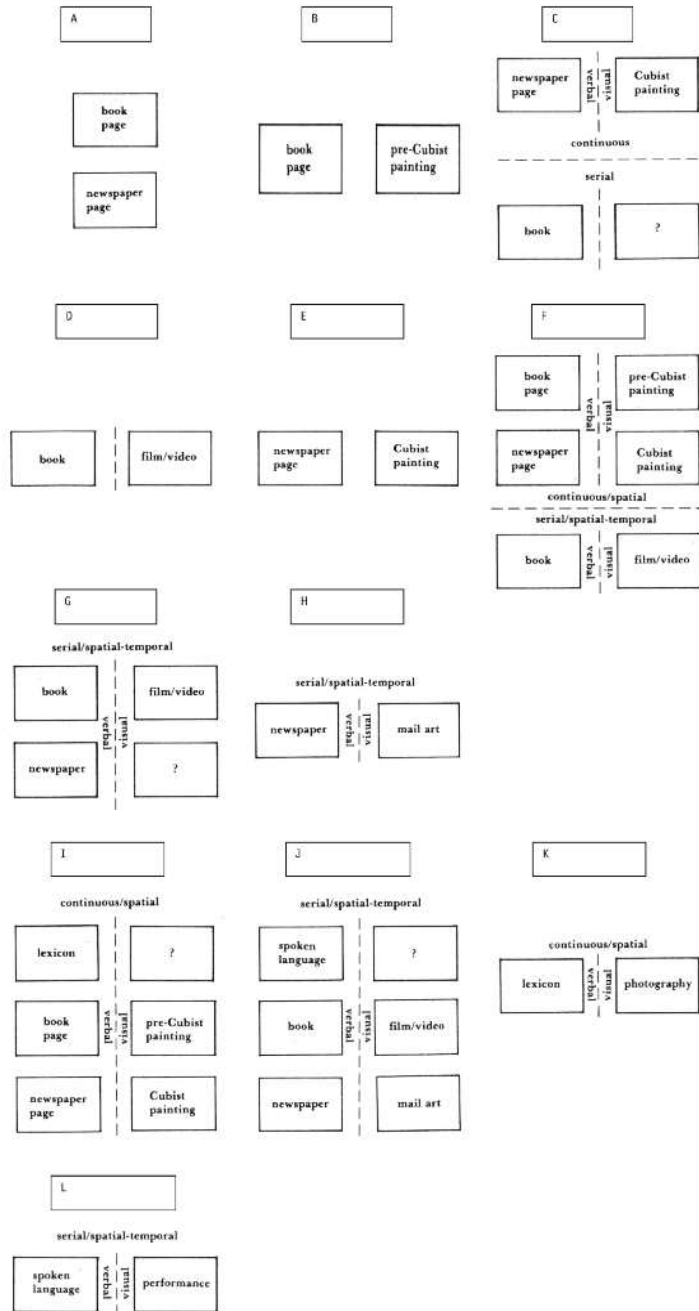 A
book
page
newspaper
page
B
book
page
pre-Cubist
painting
C
newspaper
page
verbal
visual
Cubist
painting
continuous
serial
book
?
D
book
film/video
E
newspaper
page
Cubist
painting
F
book
page
verbal
visual
pre-Cubist
painting
newspaper
page
Cubist
painting
continuous/spatial
serial/spatial-temporal
book
verbal
visual
film/video
G
serial/spatial-temporal
book
film/video
verbal
visual
newspaper
?
H
serial/spatial-temporal
newspaper
verbal
visual
mail art
I
continuous/spatial
lexicon
?
book
page
verbal
visual
pre-Cubist
painting
newspaper
page
Cubist
painting
J
serial/spatial-temporal
spoken
language
?
book
verbal
visual
film/video
newspaper
mail art
K
continuous/spatial
lexicon
verbal
visual
photography
L
serial/spatial-temporal
spoken
language
verbal
visual
performance